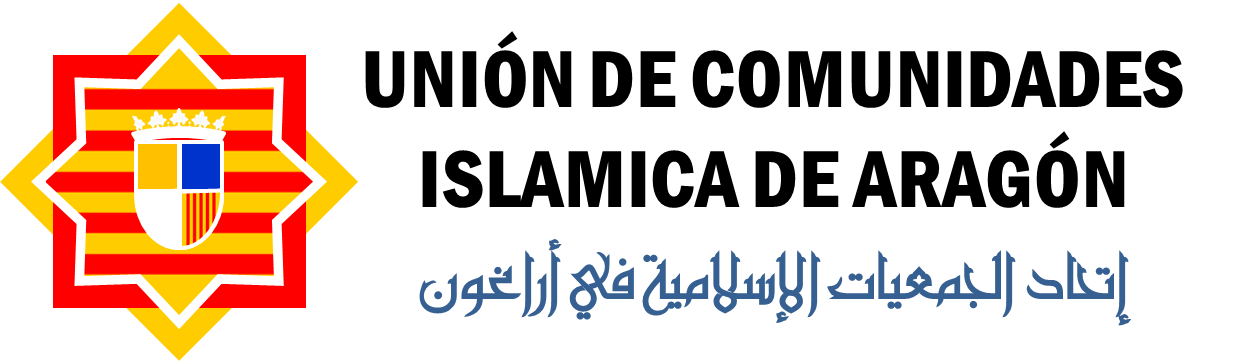 UNIÓN DE COMUNIDADES
ISLAMICA DE ARAGÓN
إتحاد الجمعيات الإسلامية في أراغون